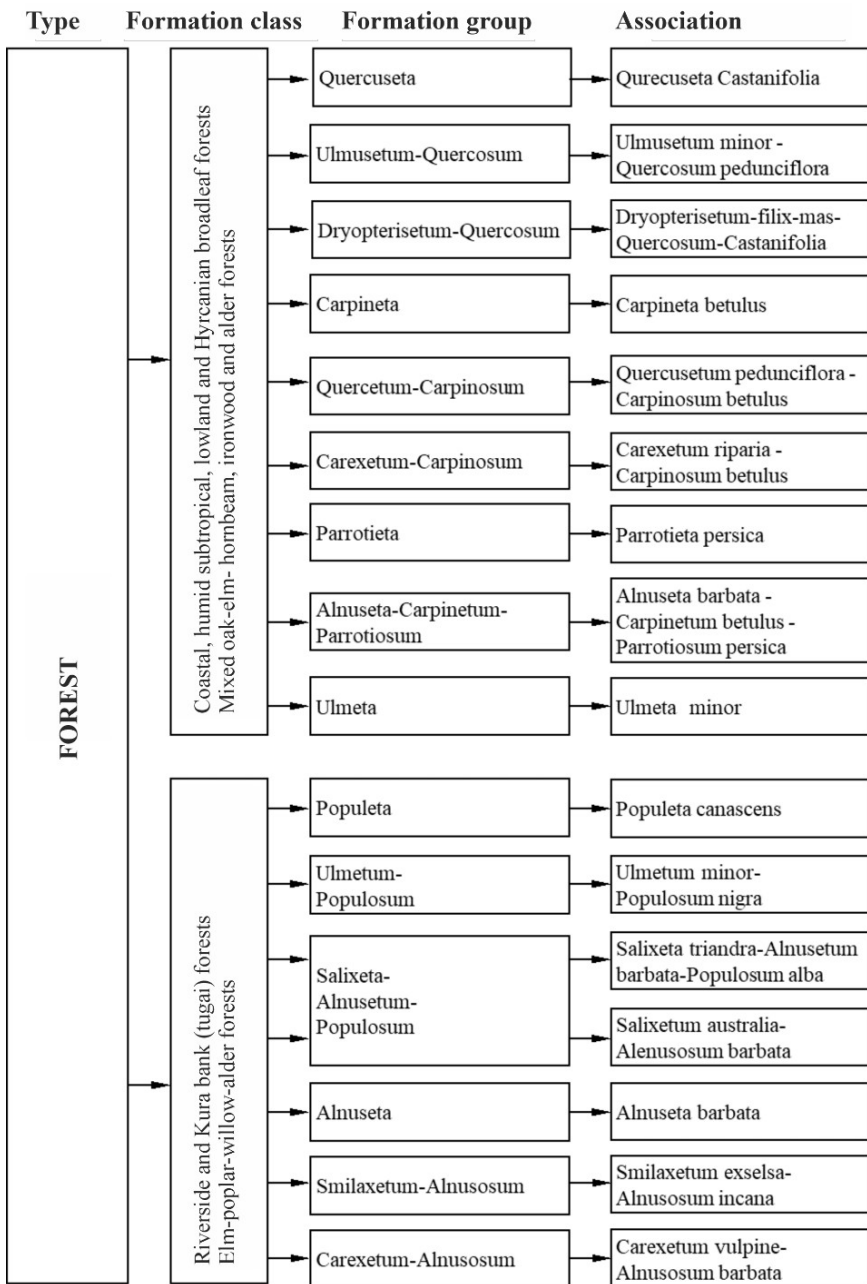 Type Formation class Formation group Association
FOREST
Coastal, humid subtropical, lowland and Hyrcanian broadleaf forests
Mixed oak-elm- hornbeam, ironwood and alder forests
Quercuseta
Qurecuseta Castanifolia
Ulmusetum-Quercosum
Ulmusetum minor -
Quercosum pedunciflora
Dryopterisetum-Quercosum
Dryopterisetum-filix-mas-
Quercosum-Castanifolia
Carpineta
Carpineta betulus
Quercetum-Carpinosum
Quercusetum pedunciflora -
Carpinosum betulus
Carexetum-Carpinosum
Carexetum riparia -
Carpinosum betulus
Parrotieta
Parrotieta persica
Alnuseta-Carpinetum-
Parrotiosum
Alnuseta barbata -
Carpinetum betulus -
Parrotiosum persica
Ulmeta
Ulmeta minor
Riverside and Kura bank (tugai) forests
Elm-poplar-willow-alder forests
Populeta
Populeta canascens
Ulmetum-
Populosum
Ulmetum minor-
Populosum nigra
Salixeta-
Alnusetum-
Populosum
Salixeta triandra-Alnusetum
barbata-Populosum alba
Salixetum australia-
Alenusosum barbata
Alnuseta
Alnuseta barbata
Smilaxetum-Alnusosum
Smilaxetum exselsa-
Alnusosum incana
Carexetum-Alnusosum
Carexetum vulpine-
Alnusosum barbata